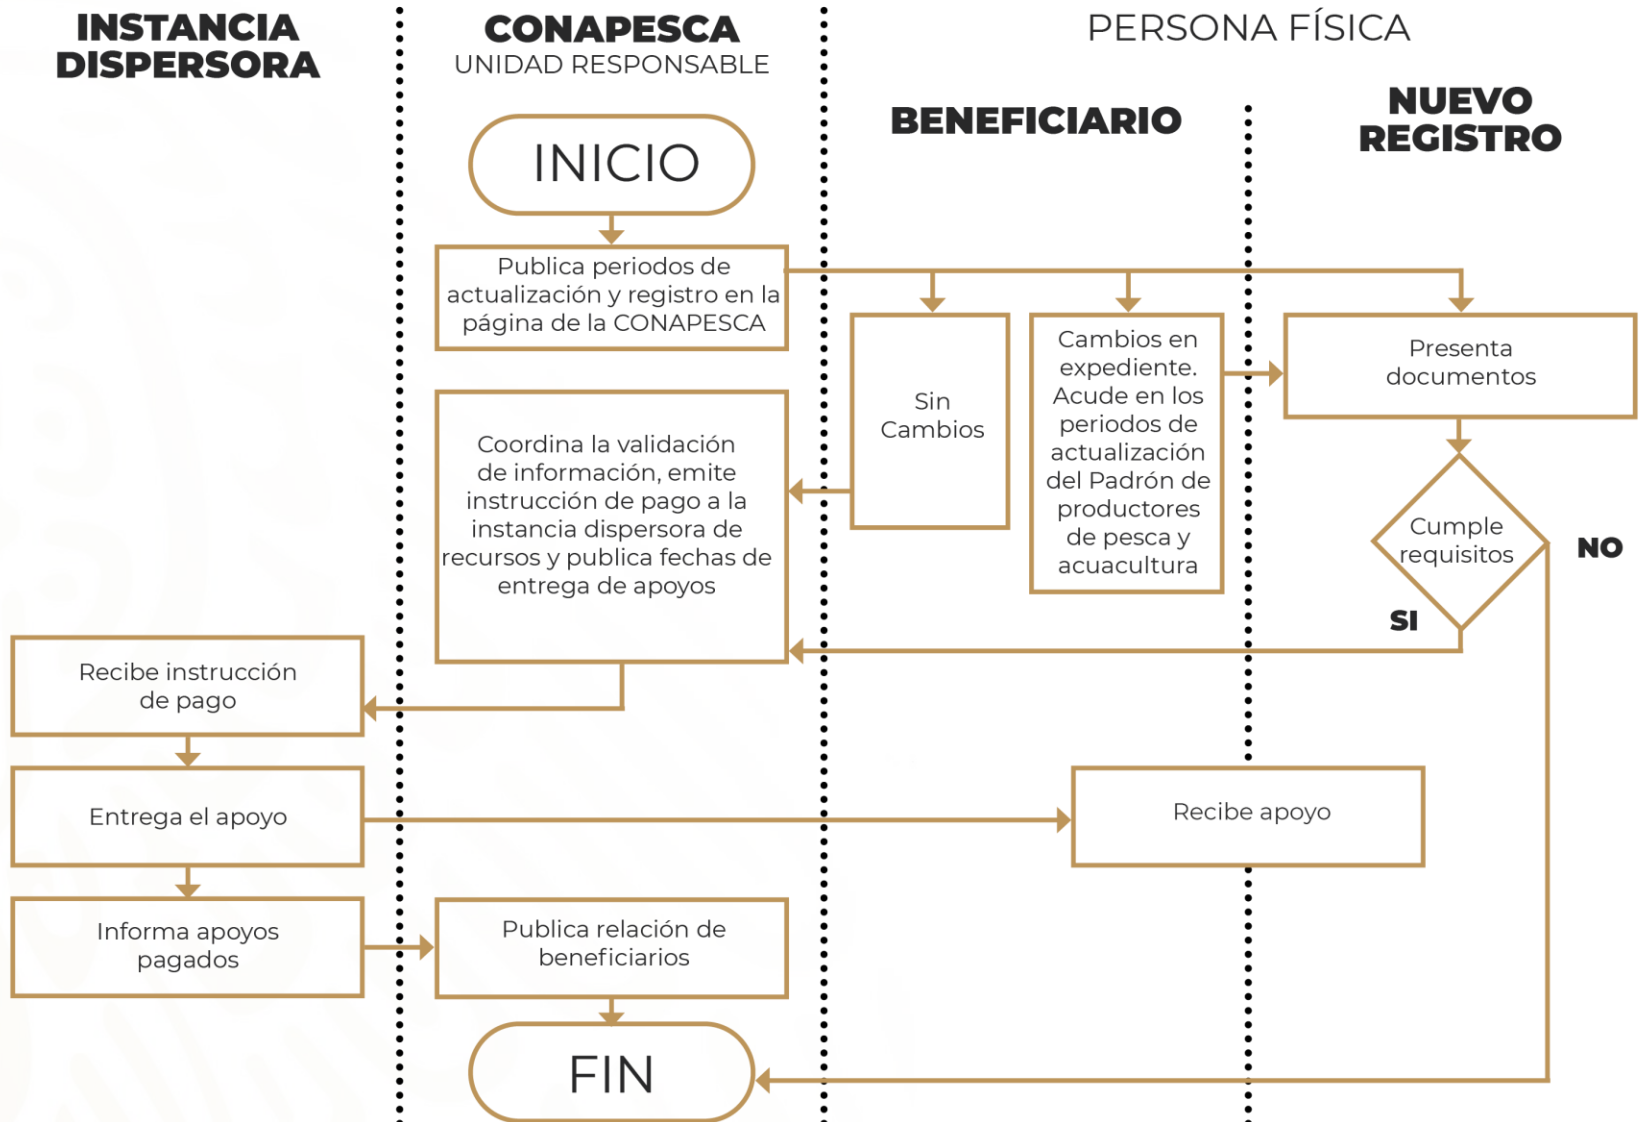 INSTANCIA
DISPERSORA
CONAPESCA
UNIDAD RESPONSABLE
PERSONA FÍSICA
BENEFICIARIO
NUEVO
REGISTRO
INICIO
Publica periodos de
actualización y registro en la
página de la CONAPESCA
Sin
Cambios
Cambios en
expediente.
Acude en los
periodos de
actualización
del Padrón de
productores
de pesca y
acuacultura
Presenta
documentos
Coordina la validación
de información, emite
instrucción de pago a la
instancia dispersora de
recursos y publica fechas de
entrega de apoyos
Cumple
requisitos
NO
SI
Recibe instrucción
de pago
Entrega el apoyo
Recibe apoyo
Informa apoyos
pagados
Publica relación de
beneficiarios
FIN